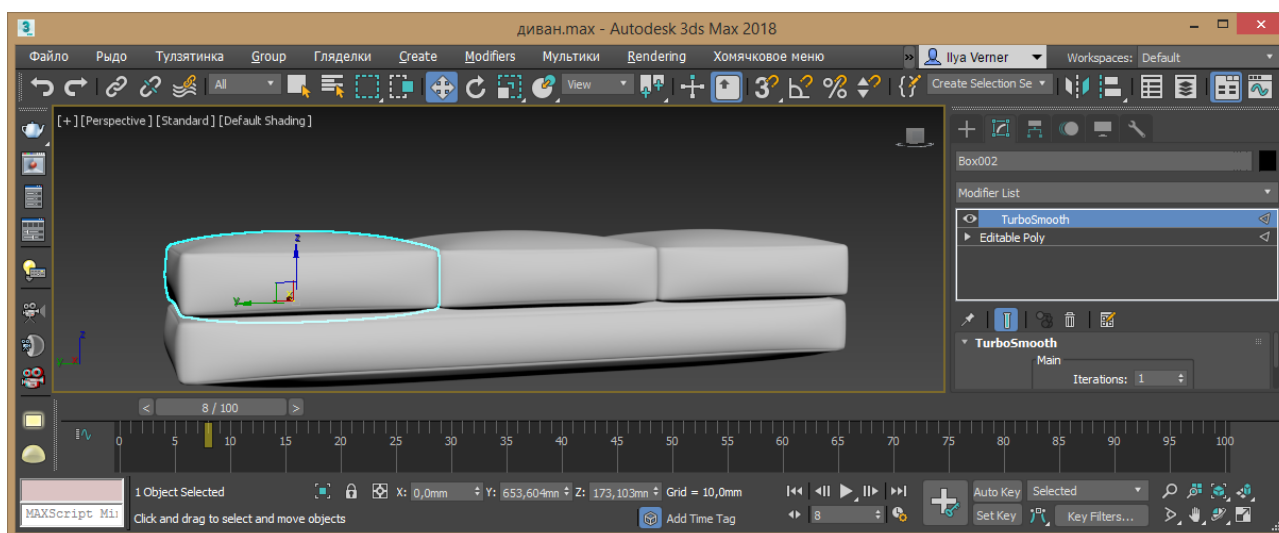 3
диван.max - Autodesk 3ds Max 2018
Файло Рыдо Тулзятинка Group Гляделки Create Modifiers Мультики Rendering Хомячковое меню » Ilya Verner Workspaces: Default
All View 3 % Create Selection Se
[+] [Perspective ] [Standard ] [Default Shading ]
Box002
Modifier List
TurboSmooth
Editable Poly
z
y
TurboSmooth
Main
Iterations: 1
z
y x
< 8 / 100 >
0 5 10 15 20 25 30 35 40 45 50 55 60 65 70 75 80 85 90 95 100
1 Object Selected X: 0,0mm Y: 653,604mm Z: 173,103mm Grid = 10,0mm Auto Key Selected
MAXScript Mi Click and drag to select and move objects Add Time Tag 8 Set Key Key Filters...